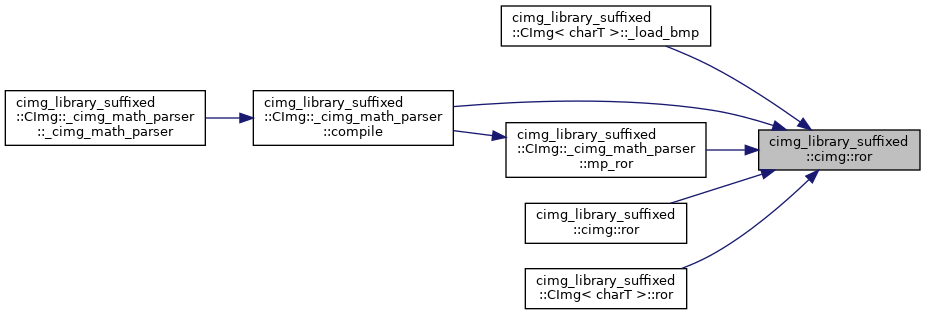 cimg_library_suffixed
::CImg< charT >::_load_bmp
cimg_library_suffixed
::CImg::_cimg_math_parser
::_cimg_math_parser
cimg_library_suffixed
::CImg::_cimg_math_parser
::compile
cimg_library_suffixed
::CImg::_cimg_math_parser
::mp_ror
cimg_library_suffixed
::cimg::ror
cimg_library_suffixed
::cimg::ror
cimg_library_suffixed
::CImg< charT >::ror